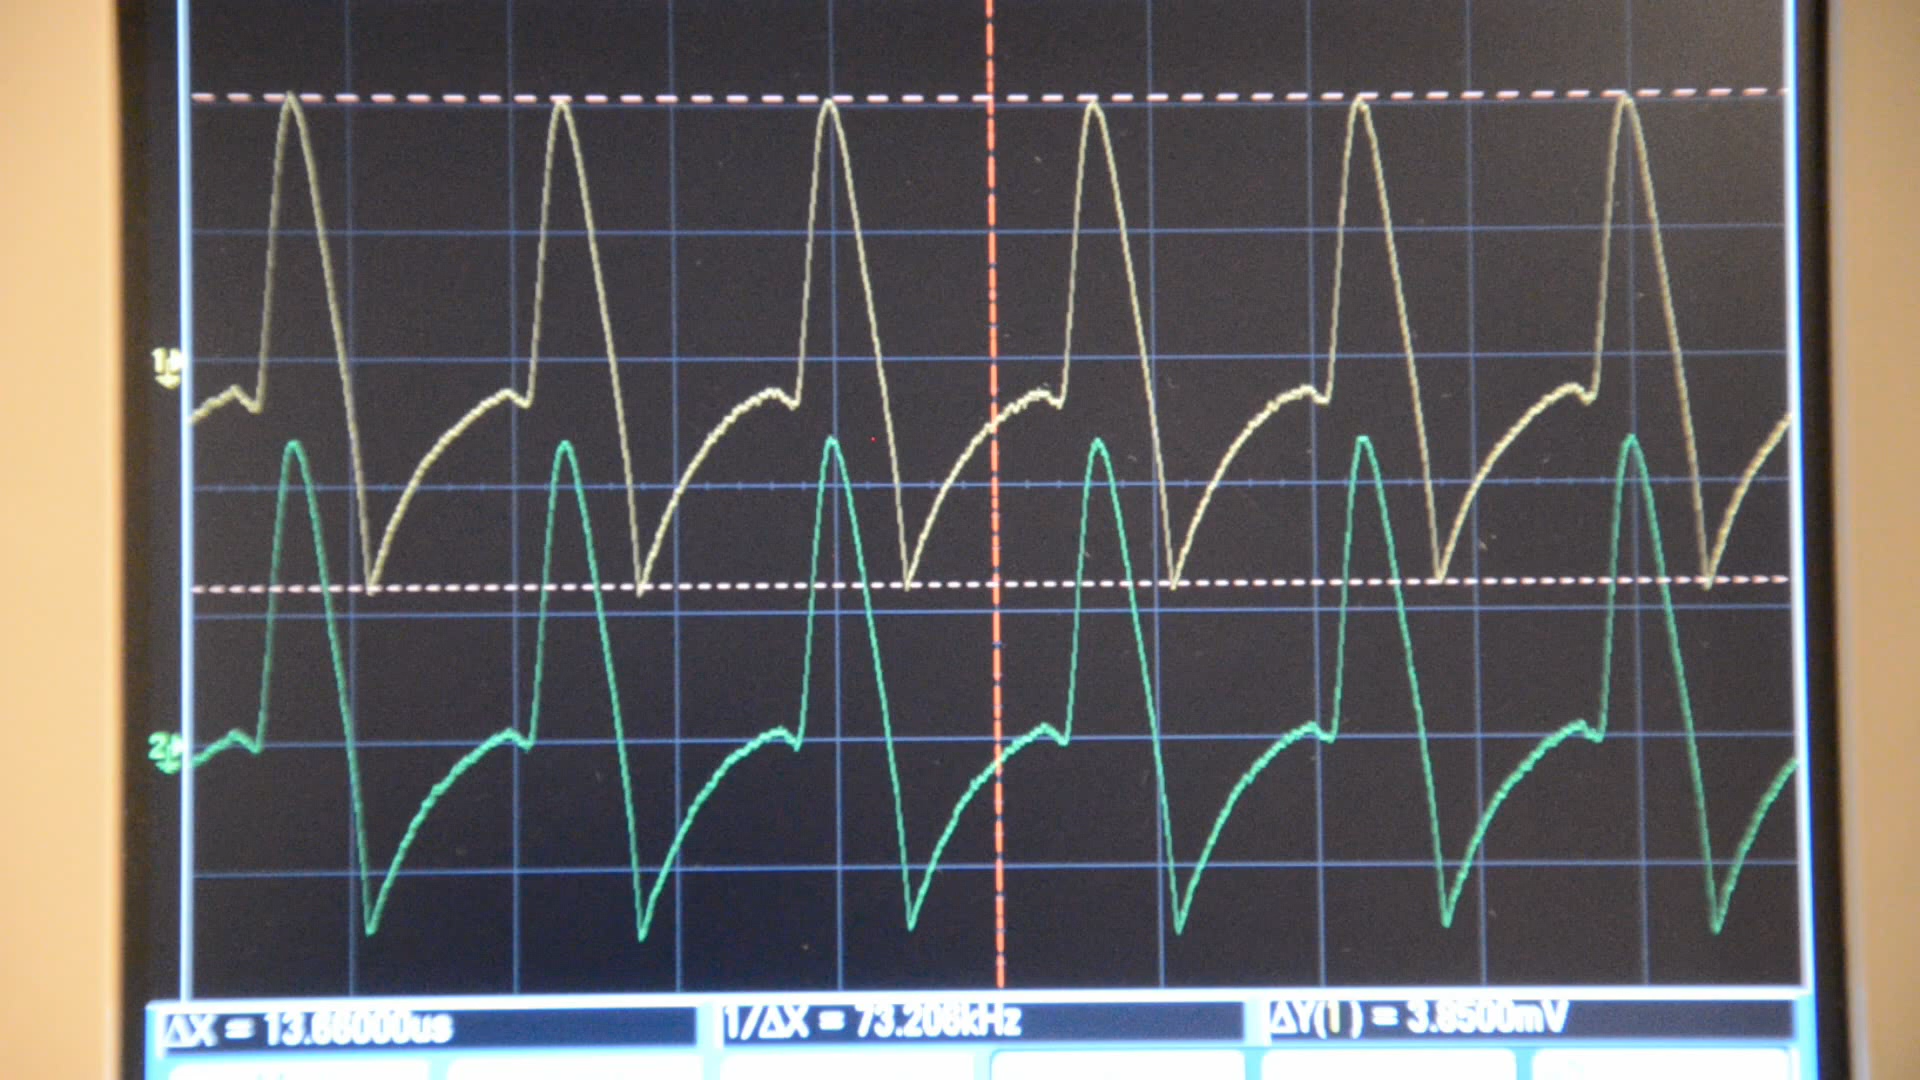 1
2
ΔX = 13.66000us
1/ΔX = 73.206kHz
ΔY(1) = 3.8500mV